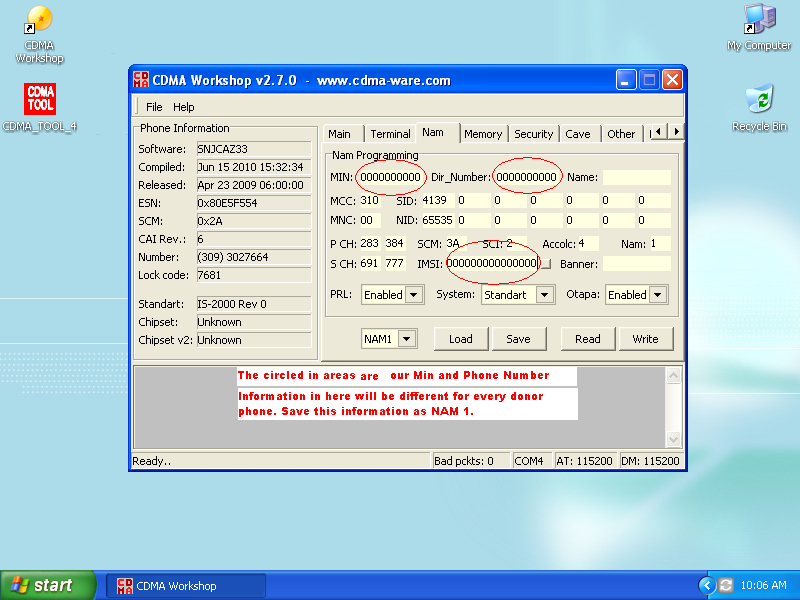 CDMA
Workshop
CDMA
TOOL
CDMA_TOOL_4
My Computer
Recycle Bin
CDMA Workshop v2.7.0 - www.cdma-ware.com
File Help
Phone Information
Software: SNJCAZ33
Compiled: Jun 15 2010 15:32:34
Released: Apr 23 2009 06:00:00
ESN: 0x80E5F554
SCM: 0x2A
CAI Rev.: 6
Number: (309) 3027664
Lock code: 7681
Standart: IS-2000 Rev 0
Chipset: Unknown
Chipset v2: Unknown
Main Terminal Nam Memory Security Cave Other
Nam Programming
MIN: 0000000000 Dir_Number: 0000000000 Name:
MCC: 310 SID: 4139 0 0 0 0 0 0
MNC: 00 NID: 65535 0 0 0 0 0 0
P CH: 283 384 SCM: 3A SCI: 2 Accolc: 4 Nam: 1
S CH: 691 777 IMSI: 000000000000000 Banner:
PRL: Enabled System: Standart Otapa: Enabled
NAM1 Load Save Read Write
The circled in areas are our Min and Phone Number
Information in here will be different for every donor
phone. Save this information as NAM 1.
Ready.. Bad pckts: 0 COM4 AT: 115200 DM: 115200
start CDMA Workshop 10:06 AM